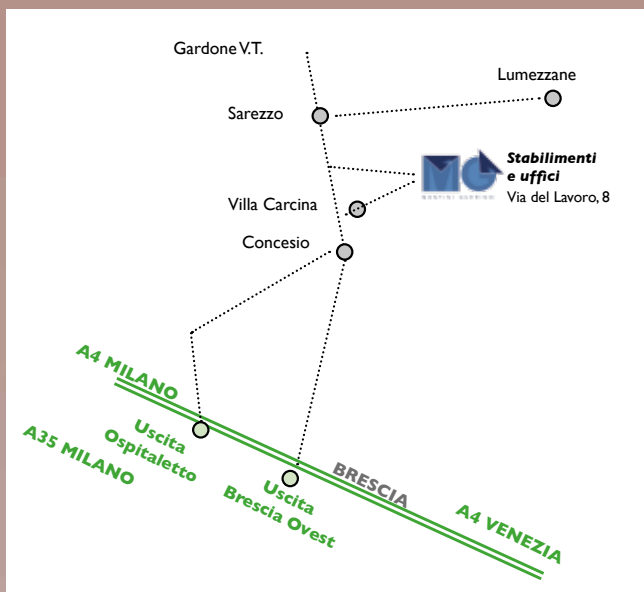 Gardone V.T.
Lumezzane
Sarezzo
MG
Stabilimenti
e uffici
Via del Lavoro, 8
Villa Carcina
Concesio
A4 MILANO
A35 MILANO
Uscita
Ospitaletto
Uscita
Brescia Ovest
BRESCIA
A4 VENEZIA